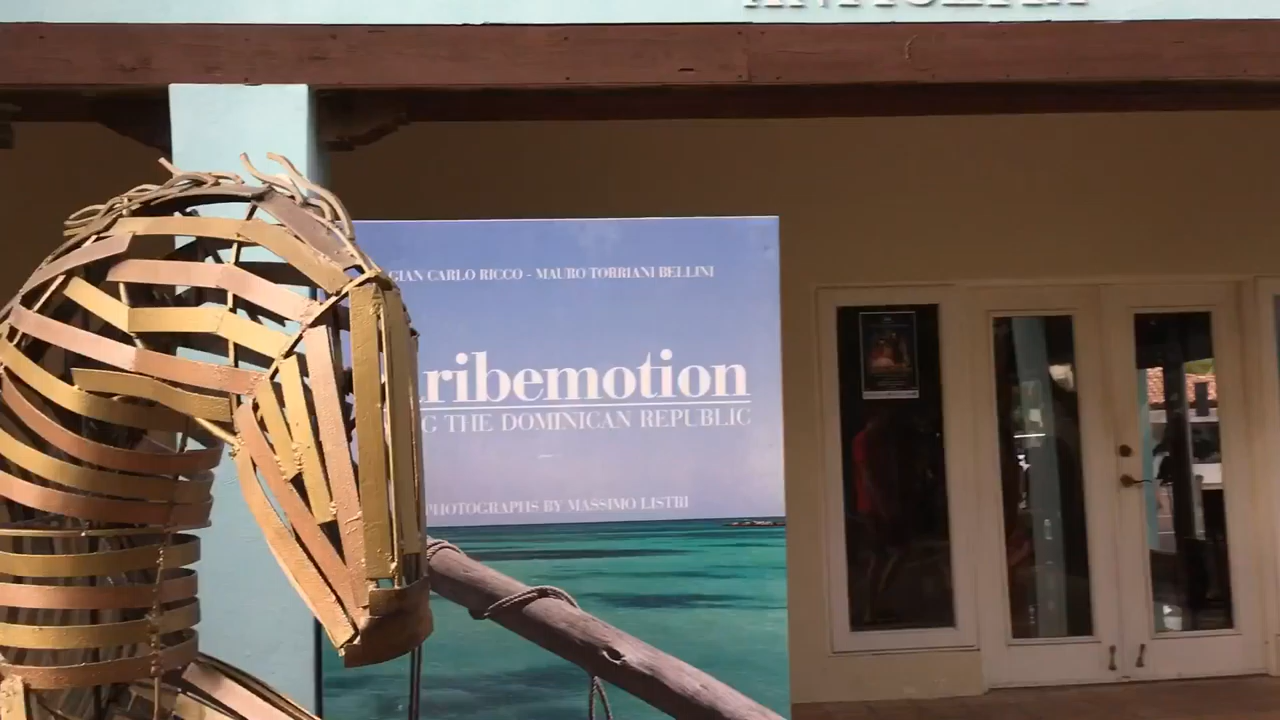 GIAN CARLO RICCO - MAURO TORRIANI BELLINI
ribemotion
G THE DOMINICAN REPUBLIC
PHOTOGRAPHS BY MASSIMO LISTRI